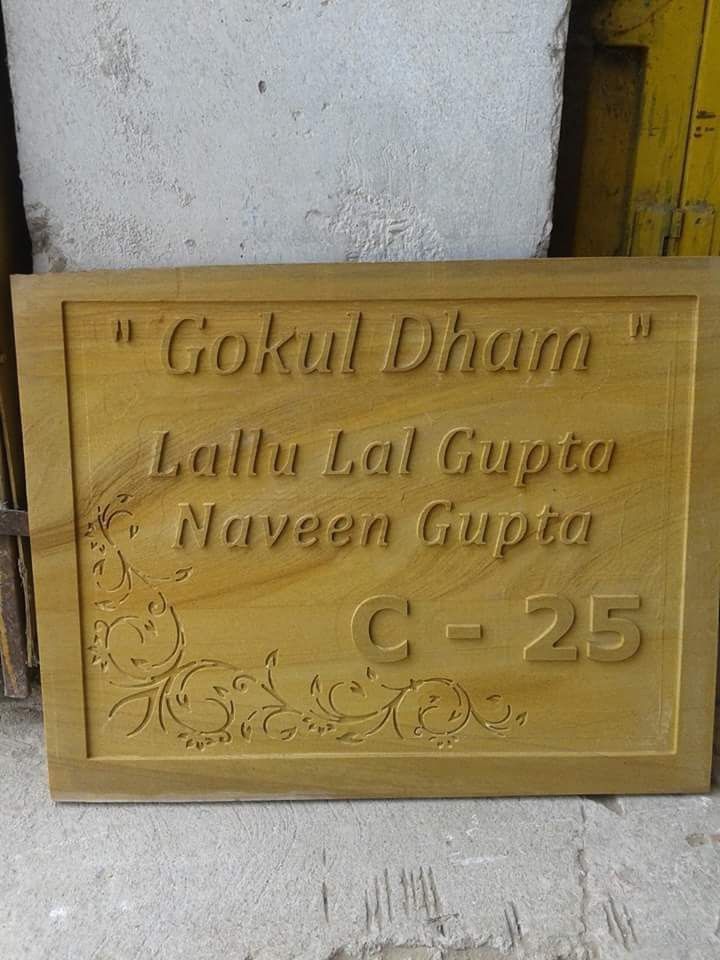 " Gokul Dham "
Lallu Lal Gupta
Naveen Gupta
C - 25